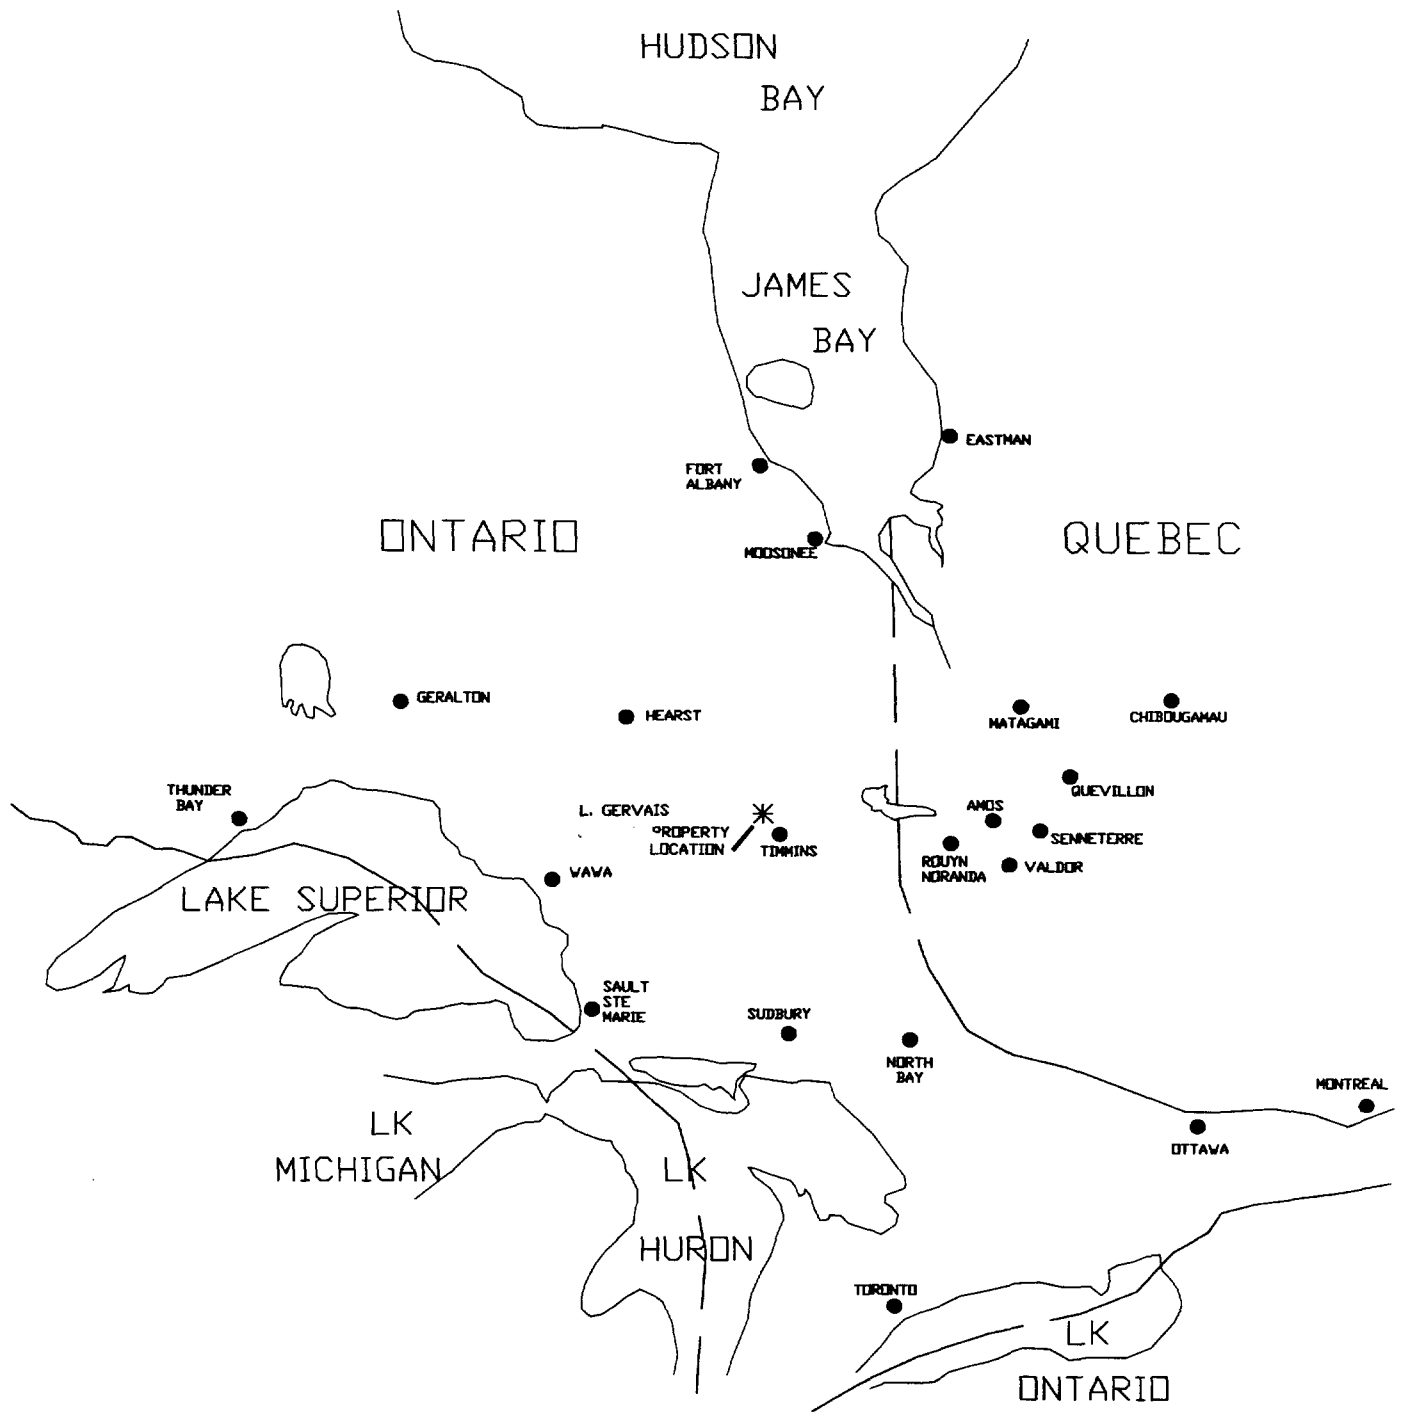 HUDSON
BAY
JAMES
BAY
EASTMAN
FORT
ALBANY
ONTARIO
QUEBEC
MOOSONEE
GERALTON
HEARST
MATAGAMI
CHIBOUGAMAU
THUNDER
BAY
QUEVILLON
L. GERVAIS
PROPERTY
LOCATION
TIMMINS
AMOS
SENNETERRE
ROUYN
NORANDA
VALDOR
WAWA
LAKE SUPERIOR
SAULT
STE
MARIE
SUDBURY
NORTH
BAY
MONTREAL
OTTAWA
LK
MICHIGAN
LK
HURON
TORONTO
LK
ONTARIO